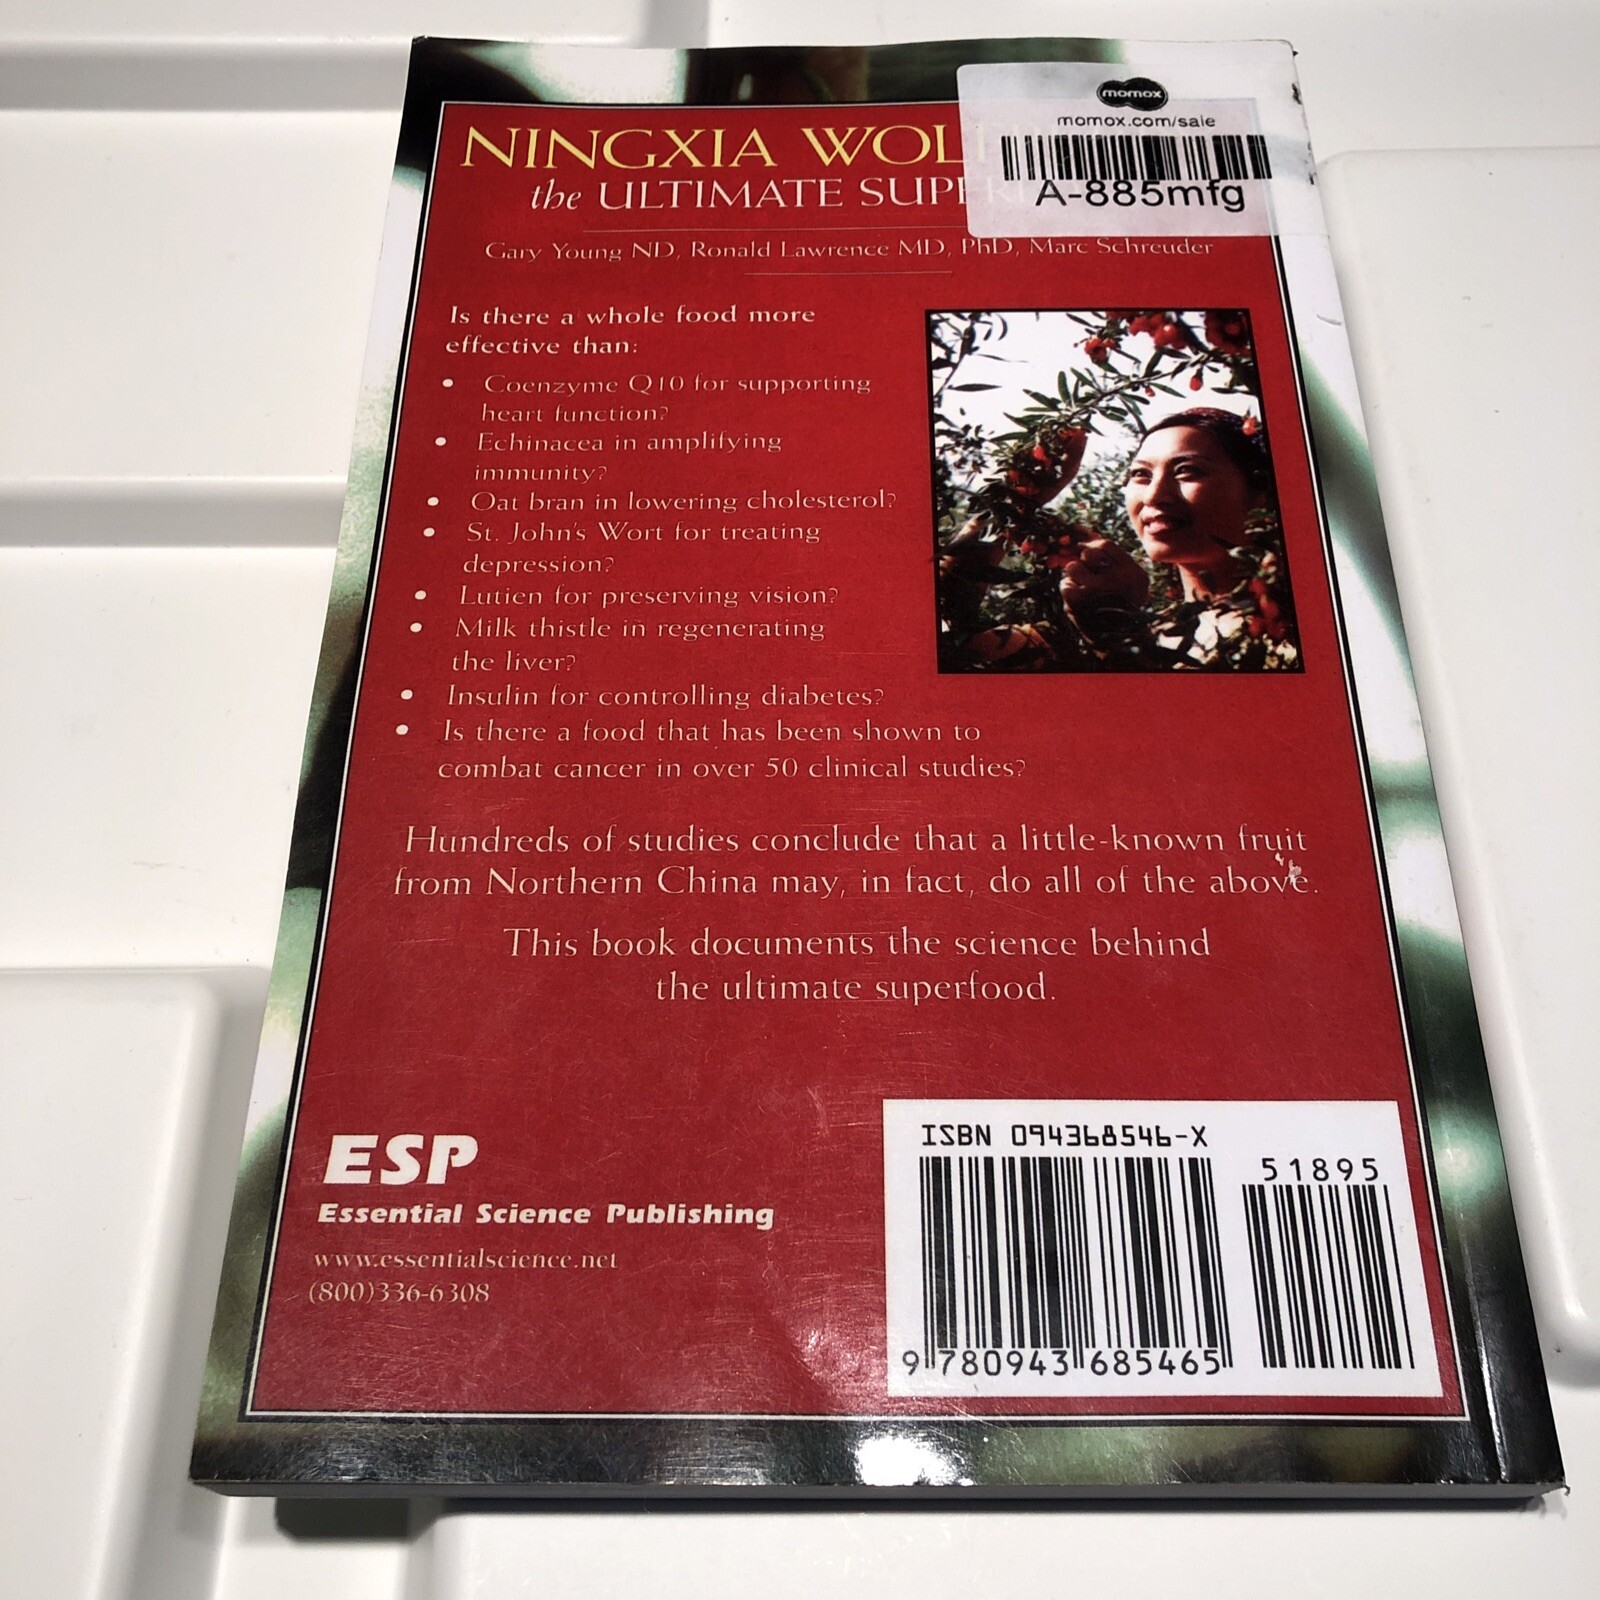 momox
momox.com/sale
A-885mfg
NINGXIA
the ULTIMATE
Gary Young ND, Ronald Lawrence MD, PhD, Marc Schreuder
Is there a whole food more
effective than:
• Coenzyme Q10 for supporting
heart function?
• Echinacea in amplifying
immunity?
• Oat bran in lowering cholesterol?
• St. John's Wort for treating
depression?
• Lutien for preserving vision?
• Milk thistle in regenerating
the liver?
• Insulin for controlling diabetes?
• Is there a food that has been shown to
combat cancer in over 50 clinical studies?
Hundreds of studies conclude that a little-known fruit
from Northern China may, in fact, do all of the above.
This book documents the science behind
the ultimate superfood.
ESP
Essential Science Publishing
www.essentialscience.net
(800)336-6308
ISBN 094368546-X
51895
9 780943 685465